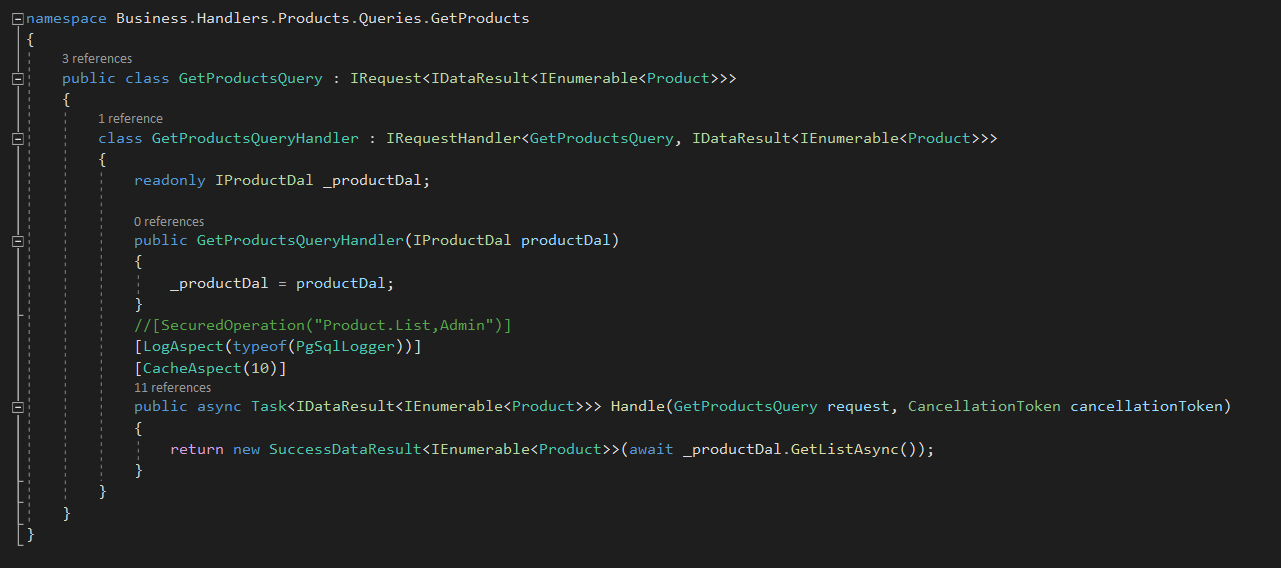 namespace Business.Handlers.Products.Queries.GetProducts
{
3 references
public class GetProductsQuery : IRequest<IDataResult<IEnumerable<Product>>>
{
1 reference
class GetProductsQueryHandler : IRequestHandler<GetProductsQuery, IDataResult<IEnumerable<Product>>>
{
readonly IProductDal _productDal;
0 references
public GetProductsQueryHandler(IProductDal productDal)
{
_productDal = productDal;
}
//[SecuredOperation("Product.List,Admin")]
[LogAspect(typeof(PgSqlLogger))]
[CacheAspect(10)]
11 references
public async Task<IDataResult<IEnumerable<Product>>> Handle(GetProductsQuery request, CancellationToken cancellationToken)
{
return new SuccessDataResult<IEnumerable<Product>>(await _productDal.GetListAsync());
}
}
}
}